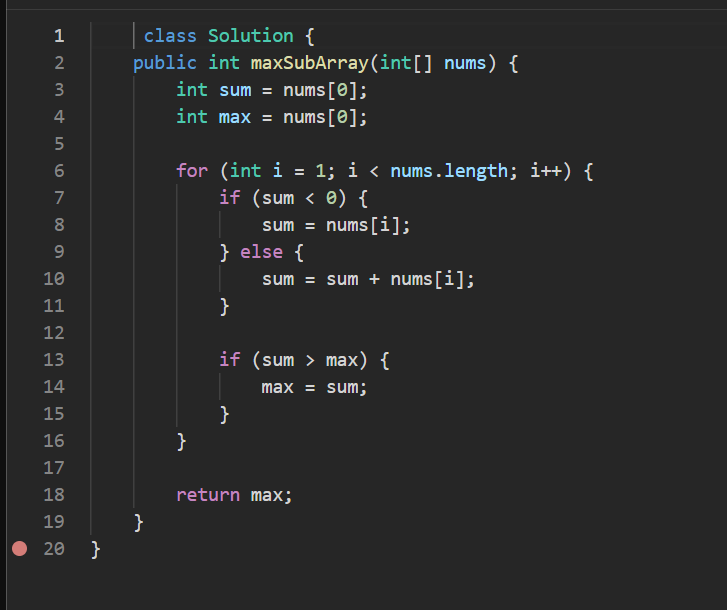 1 class Solution {
2 public int maxSubArray(int[] nums) {
3 int sum = nums[0];
4 int max = nums[0];
5
6 for (int i = 1; i < nums.length; i++) {
7 if (sum < 0) {
8 sum = nums[i];
9 } else {
10 sum = sum + nums[i];
11 }
12
13 if (sum > max) {
14 max = sum;
15 }
16 }
17
18 return max;
19 }
20 }